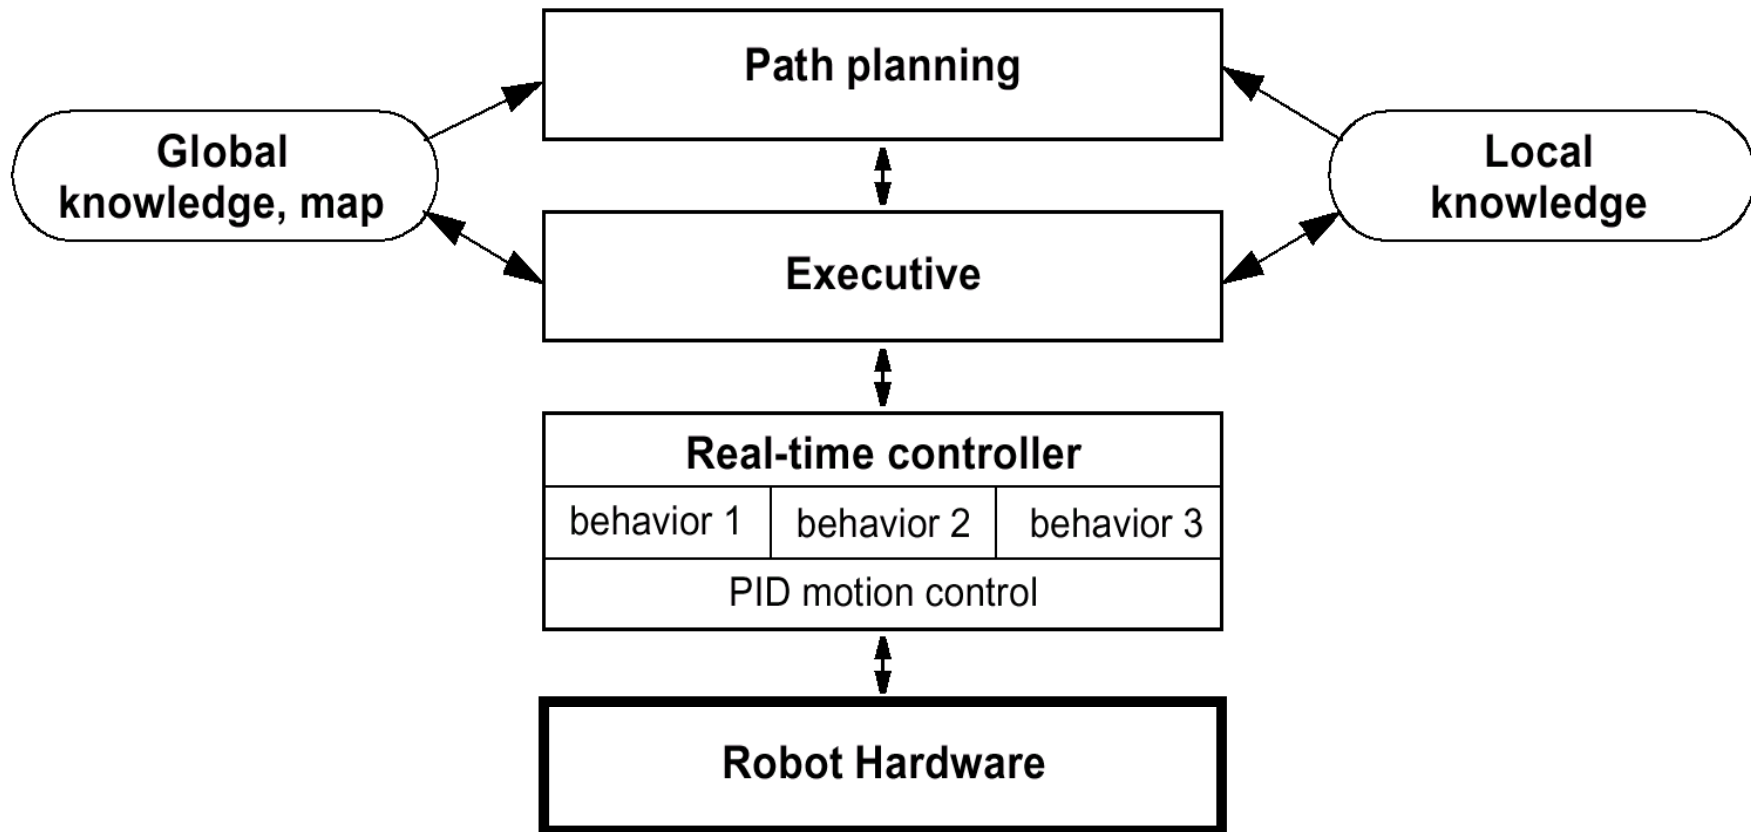 Path planning
Global
knowledge, map
Local
knowledge
Executive
Real-time controller
behavior 1
behavior 2
behavior 3
PID motion control
Robot Hardware